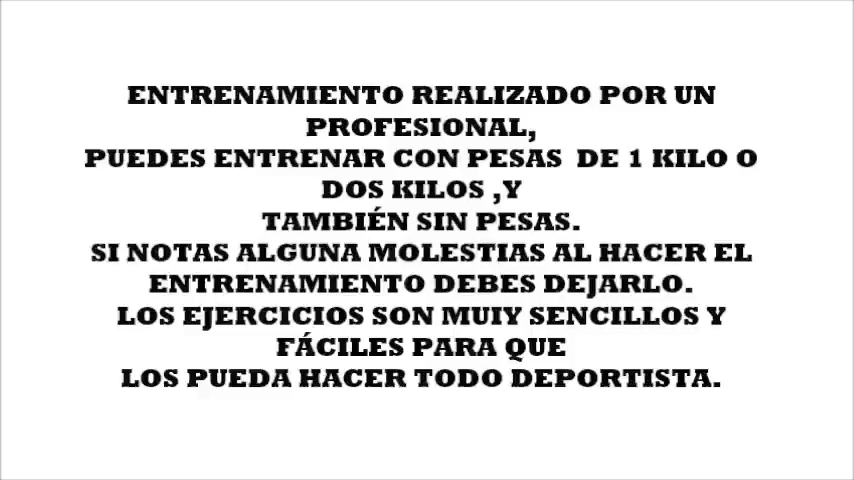 ENTRENAMIENTO REALIZADO POR UN
PROFESIONAL,
PUEDES ENTRENAR CON PESAS DE 1 KILO O
DOS KILOS ,Y
TAMBIÉN SIN PESAS.
SI NOTAS ALGUNA MOLESTIAS AL HACER EL
ENTRENAMIENTO DEBES DEJARLO.
LOS EJERCICIOS SON MUIY SENCILLOS Y
FÁCILES PARA QUE
LOS PUEDA HACER TODO DEPORTISTA.